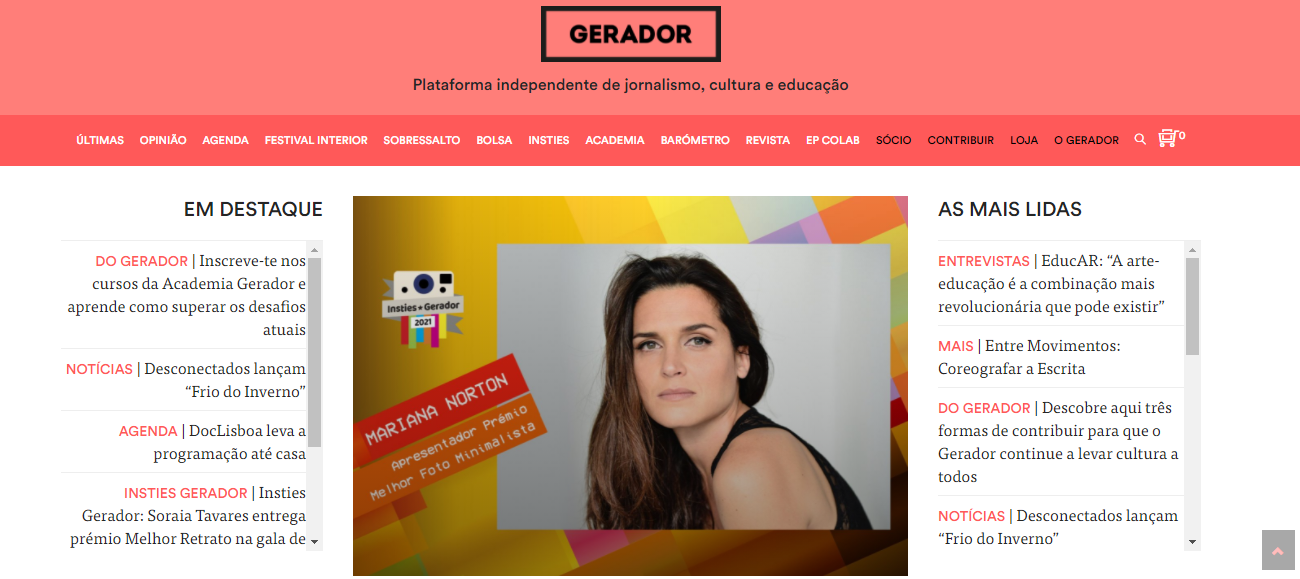 GERADOR
Plataforma independente de jornalismo, cultura e educação
ÚLTIMAS OPINIÃO AGENDA FESTIVAL INTERIOR SOBRESSALTO BOLSA INSTIES ACADEMIA BARÓMETRO REVISTA EP COLAB SÓCIO CONTRIBUIR LOJA O GERADOR 0
EM DESTAQUE
DO GERADOR | Inscreve-te nos
cursos da Academia Gerador e
aprende como superar os desafios
atuais
NOTÍCIAS | Desconectados lançam
“Frio do Inverno”
AGENDA | DocLisboa leva a
programação até casa
INSTIES GERADOR | Insties
Gerador: Soraia Tavares entrega
prémio Melhor Retrato na gala de
Insties★Gerador
2021
MARIANA NORTON
Apresentador Prémio
Melhor Foto Minimalista
AS MAIS LIDAS
ENTREVISTAS | EducAR: “A arte-
educação é a combinação mais
revolucionária que pode existir”
MAIS | Entre Movimentos:
Coreografar a Escrita
DO GERADOR | Descobre aqui três
formas de contribuir para que o
Gerador continue a levar cultura a
todos
NOTÍCIAS | Desconectados lançam
“Frio do Inverno”